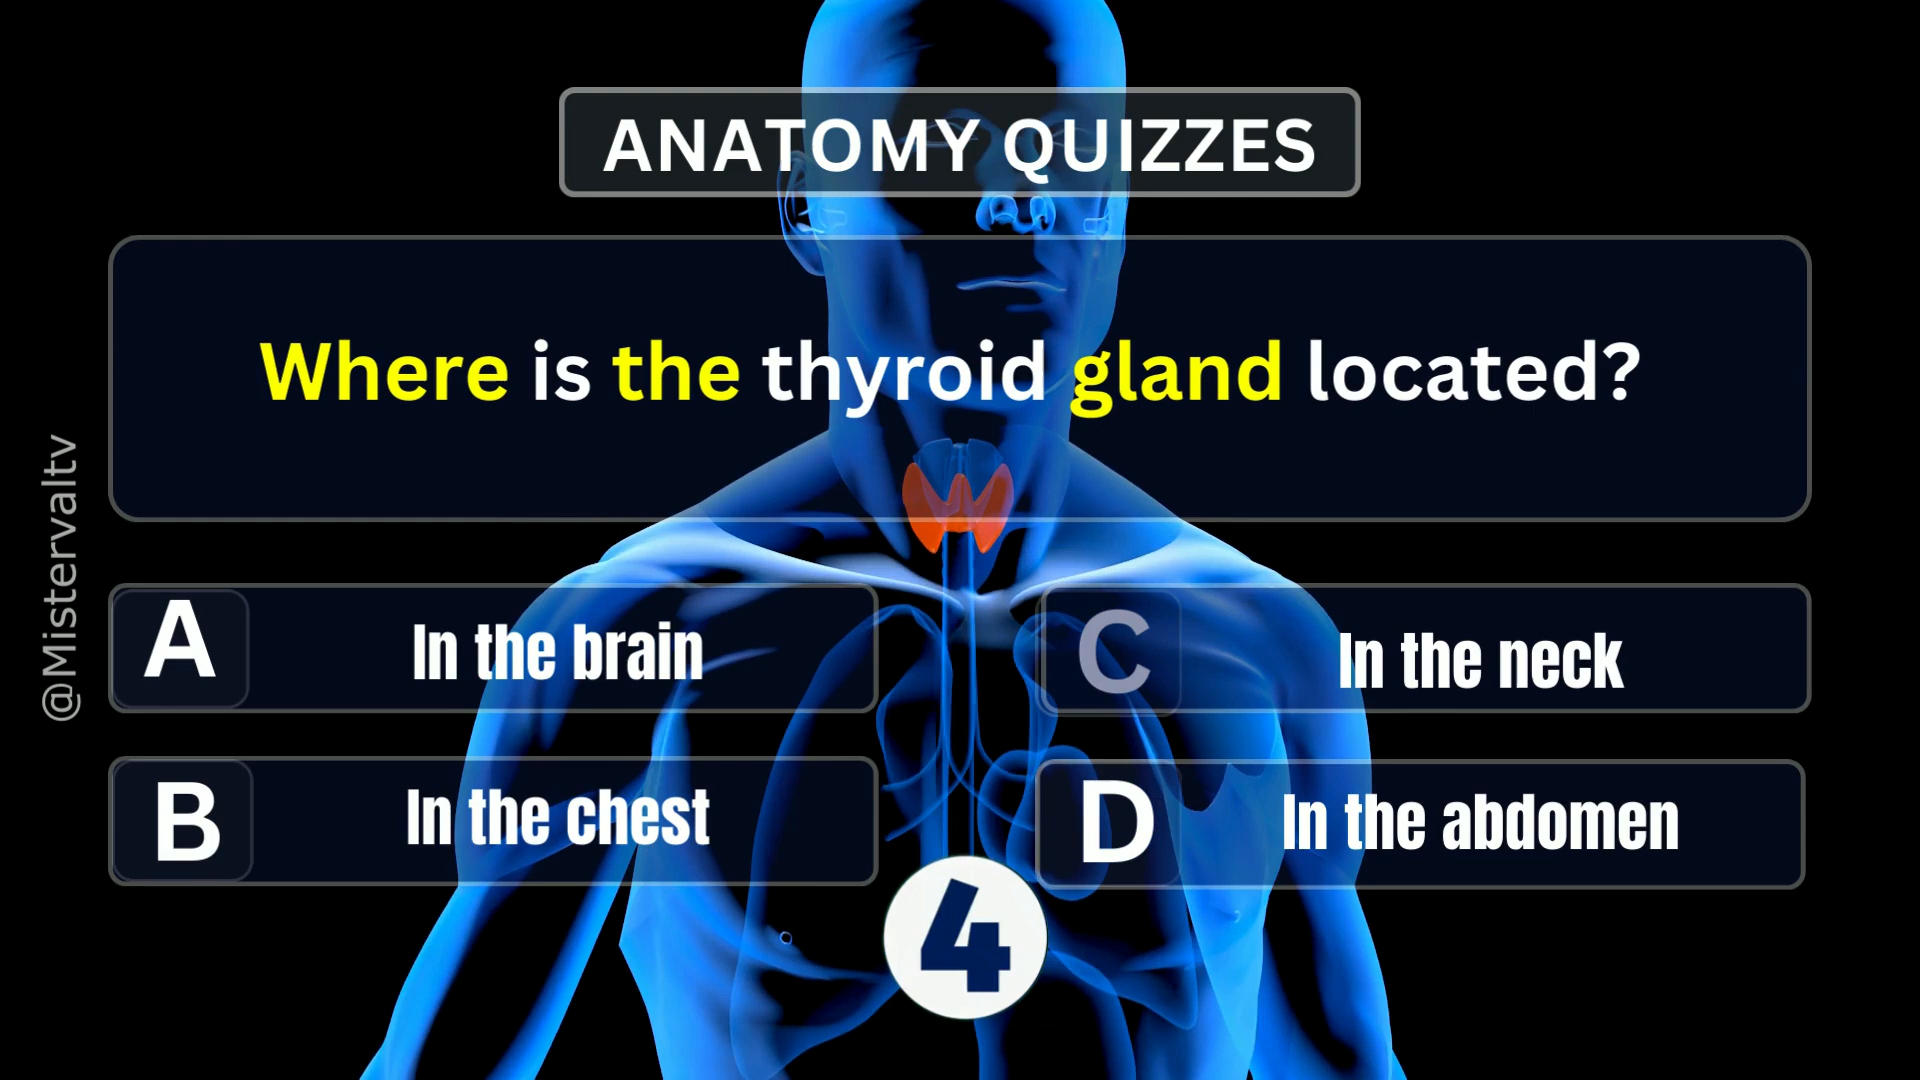 ANATOMY QUIZZES
Where is the thyroid gland located?
@Mistervaltv
A In the brain
C In the neck
B In the chest
D In the abdomen
4